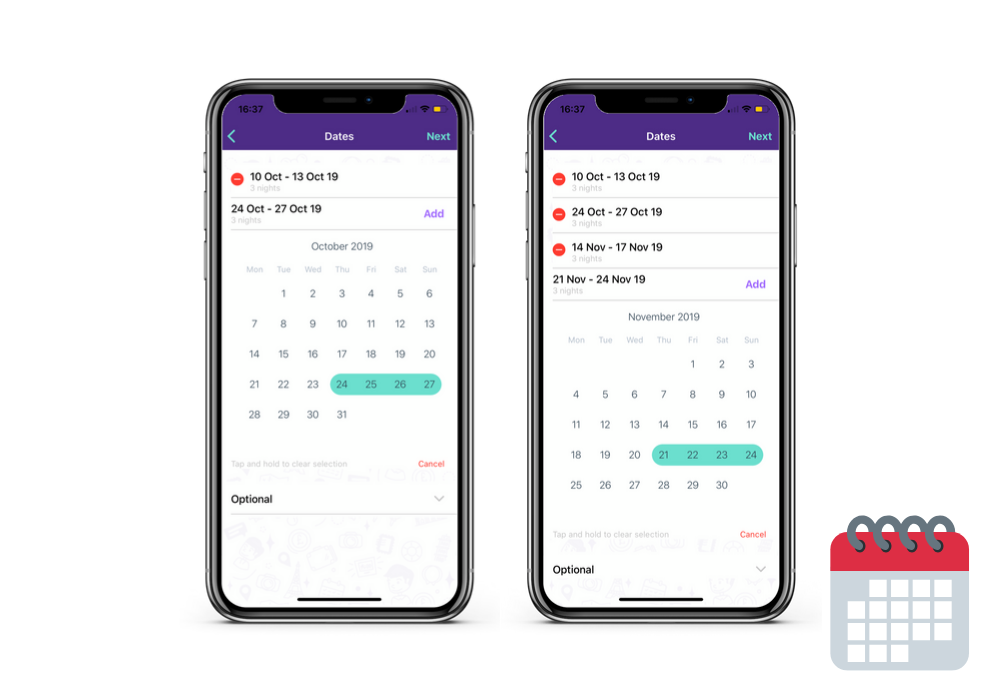 16:37
Dates
Next
10 Oct - 13 Oct 19
3 nights
24 Oct - 27 Oct 19
3 nights
Add
October 2019
Mon Tue Wed Thu Fri Sat Sun
1 2 3 4 5 6
7 8 9 10 11 12 13
14 15 16 17 18 19 20
21 22 23 24 25 26 27
28 29 30 31
Tap and hold to clear selection
Cancel
Optional
16:37
Dates
Next
10 Oct - 13 Oct 19
3 nights
24 Oct - 27 Oct 19
3 nights
14 Nov - 17 Nov 19
3 nights
21 Nov - 24 Nov 19
3 nights
Add
November 2019
Mon Tue Wed Thu Fri Sat Sun
1 2 3
4 5 6 7 8 9 10
11 12 13 14 15 16 17
18 19 20 21 22 23 24
25 26 27 28 29 30
Tap and hold to clear selection
Cancel
Optional